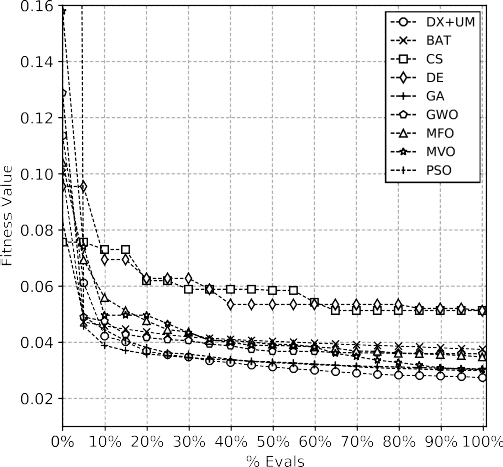 0.16
0.14
0.12
0.10
0.08
0.06
0.04
0.02
Fitness Value
DX+UM
BAT
CS
DE
GA
GWO
MFO
MVO
PSO
0% 10% 20% 30% 40% 50% 60% 70% 80% 90% 100%
% Evals